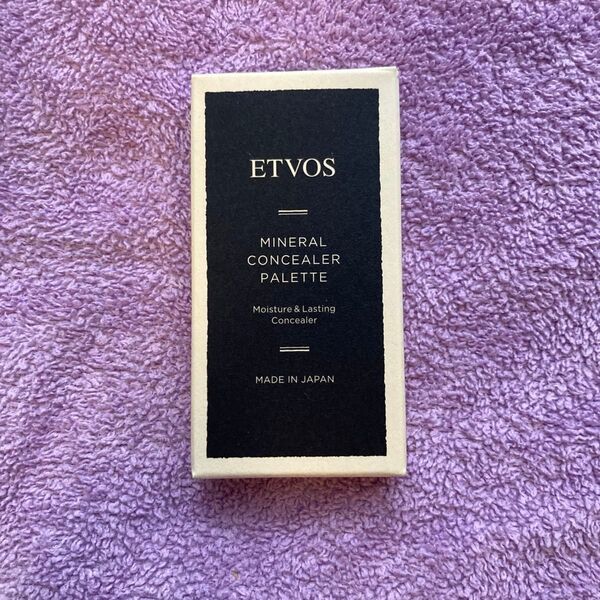 ETVOS
MINERAL
CONCEALER
PALETTE
Moisture & Lasting
Concealer
MADE IN JAPAN